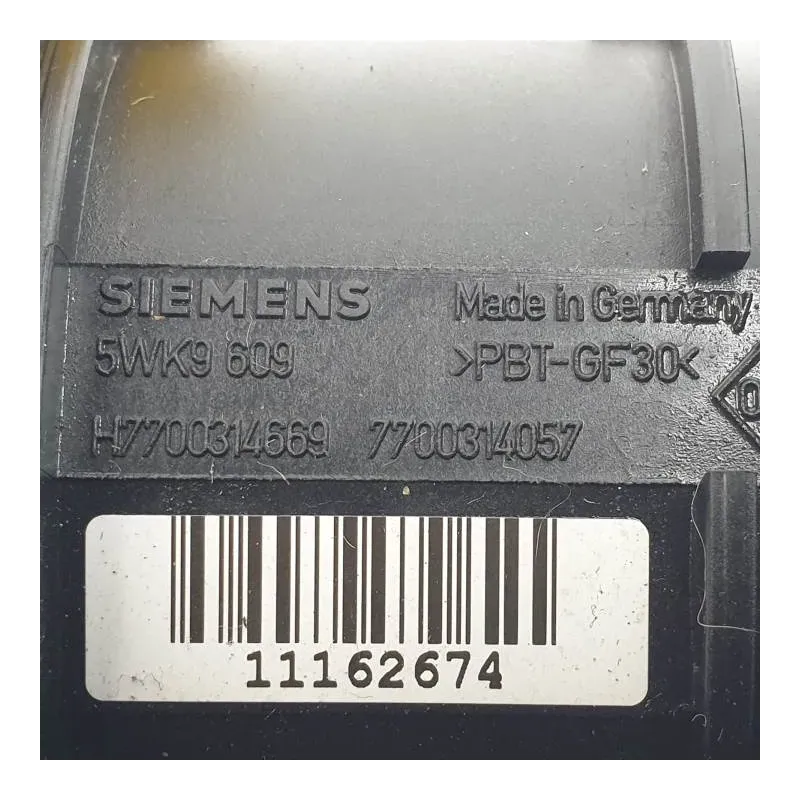 SIEMENS Made in Germany
5WK9 609 >PBT-GF30<
H7700314669 7700314057
11162674